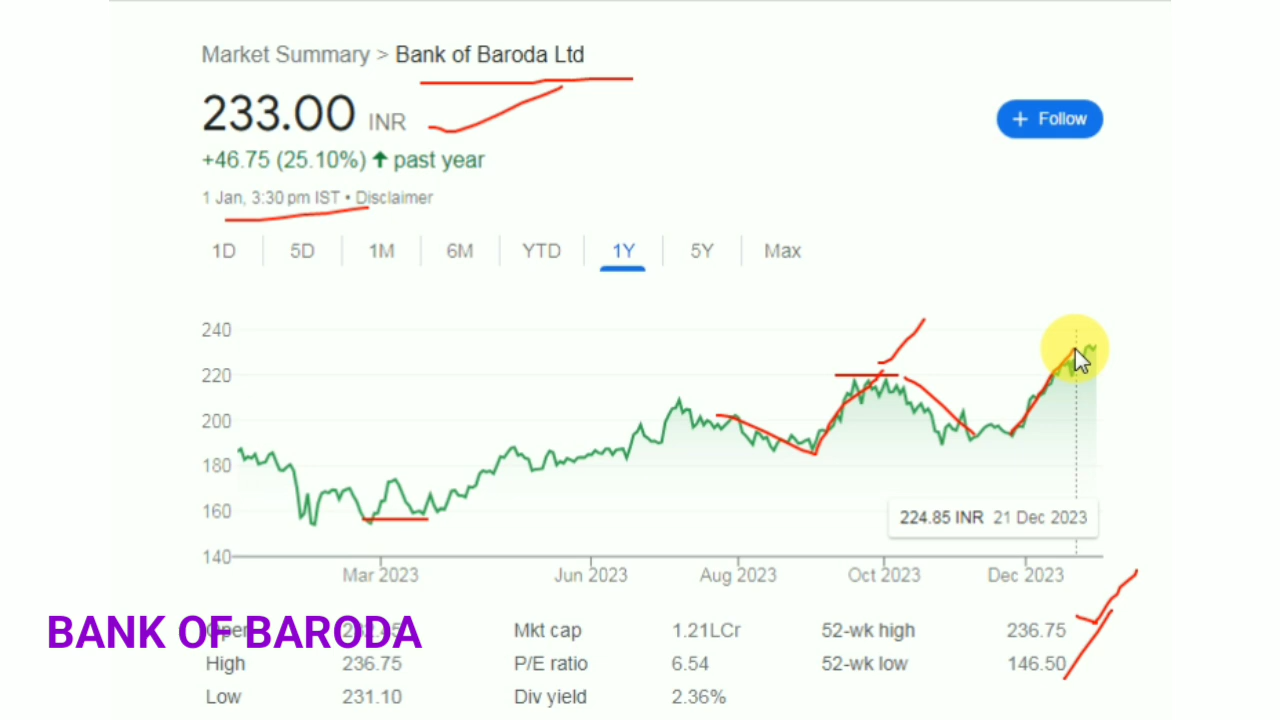 Market Summary > Bank of Baroda Ltd
233.00 INR
+ Follow
+46.75 (25.10%) ↑ past year
1 Jan, 3:30 pm IST • Disclaimer
1D 5D 1M 6M YTD 1Y 5Y Max
240
220
200
180
160
140
224.85 INR 21 Dec 2023
Mar 2023 Jun 2023 Aug 2023 Oct 2023 Dec 2023
BANK OF BARODA
Mkt cap 1.21LCr 52-wk high 236.75
High 236.75 P/E ratio 6.54 52-wk low 146.50
Low 231.10 Div yield 2.36%